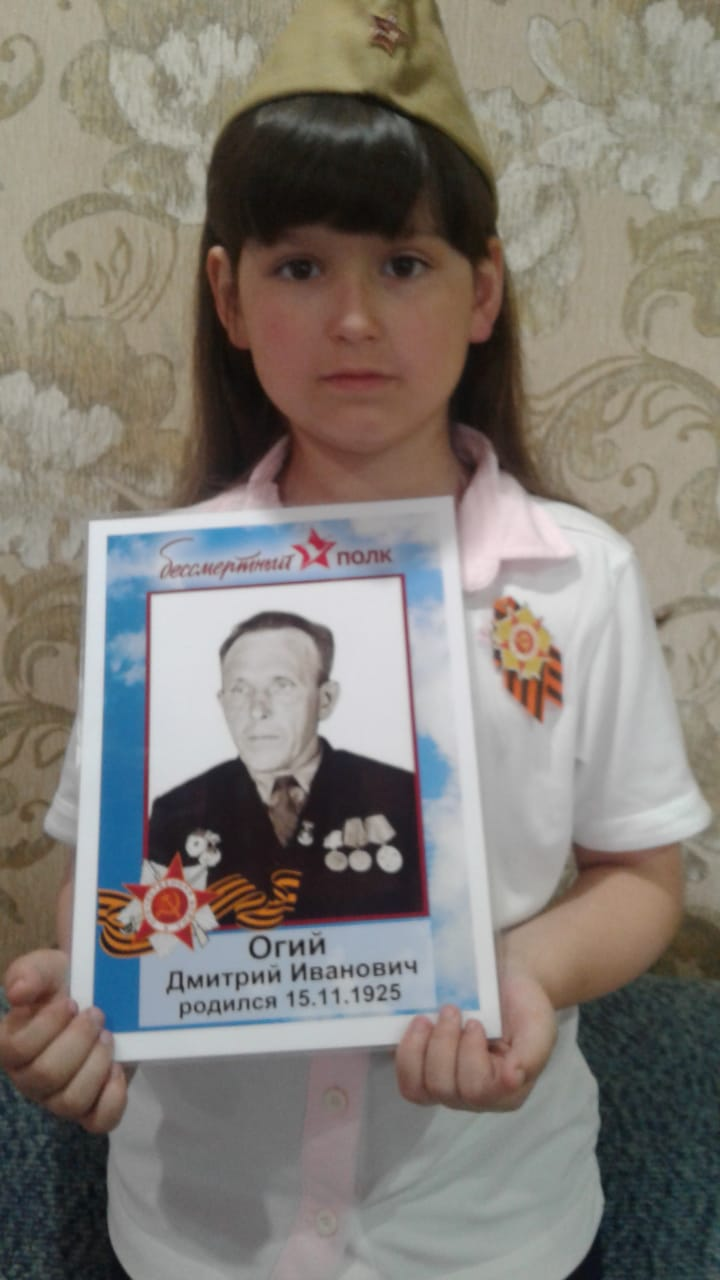 бессмертный полк
Огий
Дмитрий Иванович
родился 15.11.1925